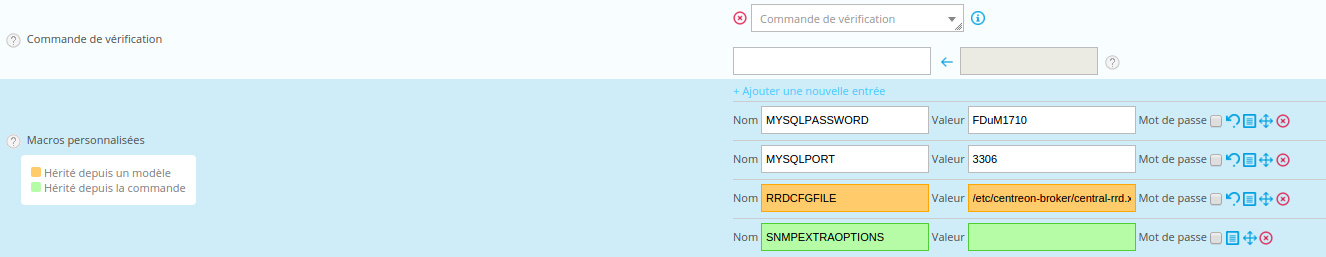 Commande de vérification
Commande de vérification
+ Ajouter une nouvelle entrée
Macros personnalisées
Hérité depuis un modèle
Hérité depuis la commande
Nom MYSQLPASSWORD Valeur FDuM1710 Mot de passe
Nom MYSQLPORT Valeur 3306 Mot de passe
Nom RRDCFGFILE Valeur /etc/centreon-broker/central-rrd.x Mot de passe
Nom SNMPEXTRAOPTIONS Valeur Mot de passe